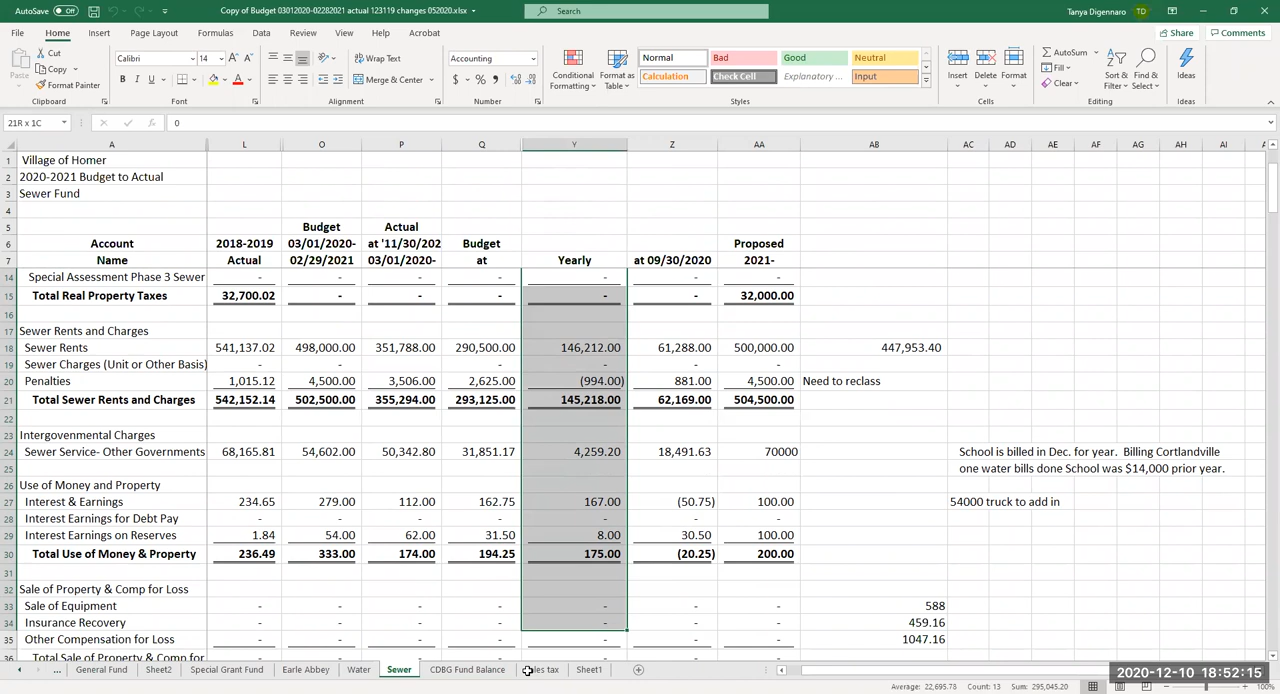 AutoSave Off Copy of Budget 03012020-02282021 actual 123119 changes 052020.xlsx Search Tanya Digennaro TD
File Home Insert Page Layout Formulas Data Review View Help Acrobat Share Comments
Paste Cut Copy Format Painter Clipboard
Calibri 14 A A B I U A Font
Wrap Text Merge & Center Alignment
Accounting $ % 9 Number
Conditional Formatting Format as Table Normal Bad Good Neutral Calculation Check Cell Explanatory ... Input Styles
Insert Delete Format Cells
AutoSum Fill Clear Sort & Filter Find & Select Editing Ideas Ideas
21R x 1C fx 0
A L O P Q Y Z AA AB AC AD AE AF AG AH AI
1 Village of Homer
2 2020-2021 Budget to Actual
3 Sewer Fund
4
5 Budget Actual
6 Account 2018-2019 03/01/2020- at '11/30/202 Budget Proposed
7 Name Actual 02/29/2021 03/01/2020- at Yearly at 09/30/2020 2021-
14 Special Assessment Phase 3 Sewer - - - - - - -
15 Total Real Property Taxes 32,700.02 - - - - - 32,000.00
16
17 Sewer Rents and Charges
18 Sewer Rents 541,137.02 498,000.00 351,788.00 290,500.00 146,212.00 61,288.00 500,000.00 447,953.40
19 Sewer Charges (Unit or Other Basis) - - - - - - -
20 Penalties 1,015.12 4,500.00 3,506.00 2,625.00 (994.00) 881.00 4,500.00 Need to reclass
21 Total Sewer Rents and Charges 542,152.14 502,500.00 355,294.00 293,125.00 145,218.00 62,169.00 504,500.00
22
23 Intergovenmental Charges
24 Sewer Service- Other Governments 68,165.81 54,602.00 50,342.80 31,851.17 4,259.20 18,491.63 70000 School is billed in Dec. for year. Billing Cortlandville
25 one water bills done School was $14,000 prior year.
26 Use of Money and Property
27 Interest & Earnings 234.65 279.00 112.00 162.75 167.00 (50.75) 100.00 54000 truck to add in
28 Interest Earnings for Debt Pay - - - - - - -
29 Interest Earnings on Reserves 1.84 54.00 62.00 31.50 8.00 30.50 100.00
30 Total Use of Money & Property 236.49 333.00 174.00 194.25 175.00 (20.25) 200.00
31
32 Sale of Property & Comp for Loss
33 Sale of Equipment - - - - - - - 588
34 Insurance Recovery - - - - - - - 459.16
35 Other Compensation for Loss - - - - - - - 1047.16
36 Total Sale of Property & Comp for
... General Fund Sheet2 Special Grant Fund Earle Abbey Water Sewer CDBG Fund Balance les tax Sheet1
2020-12-10 18:52:15
Average: 22,695.78 Count: 13 Sum: 295,045.20 100%